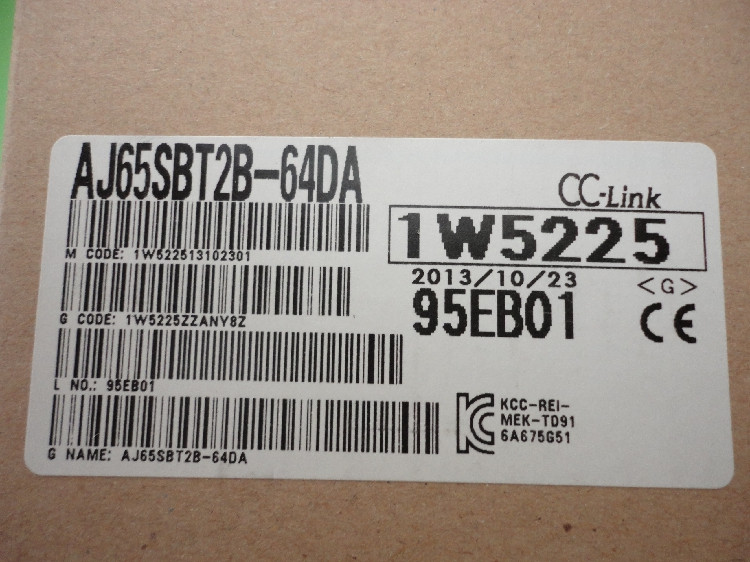 AJ65SBT2B-64DA
CC-Link
M CODE: 1W522513102301
1W5225
2013/10/23
<G>
G CODE: 1W5225ZZANY8Z
95EB01
CE
L NO.: 95EB01
KCC-REI-
MEK-TD91
6A675G51
G NAME: AJ65SBT2B-64DA